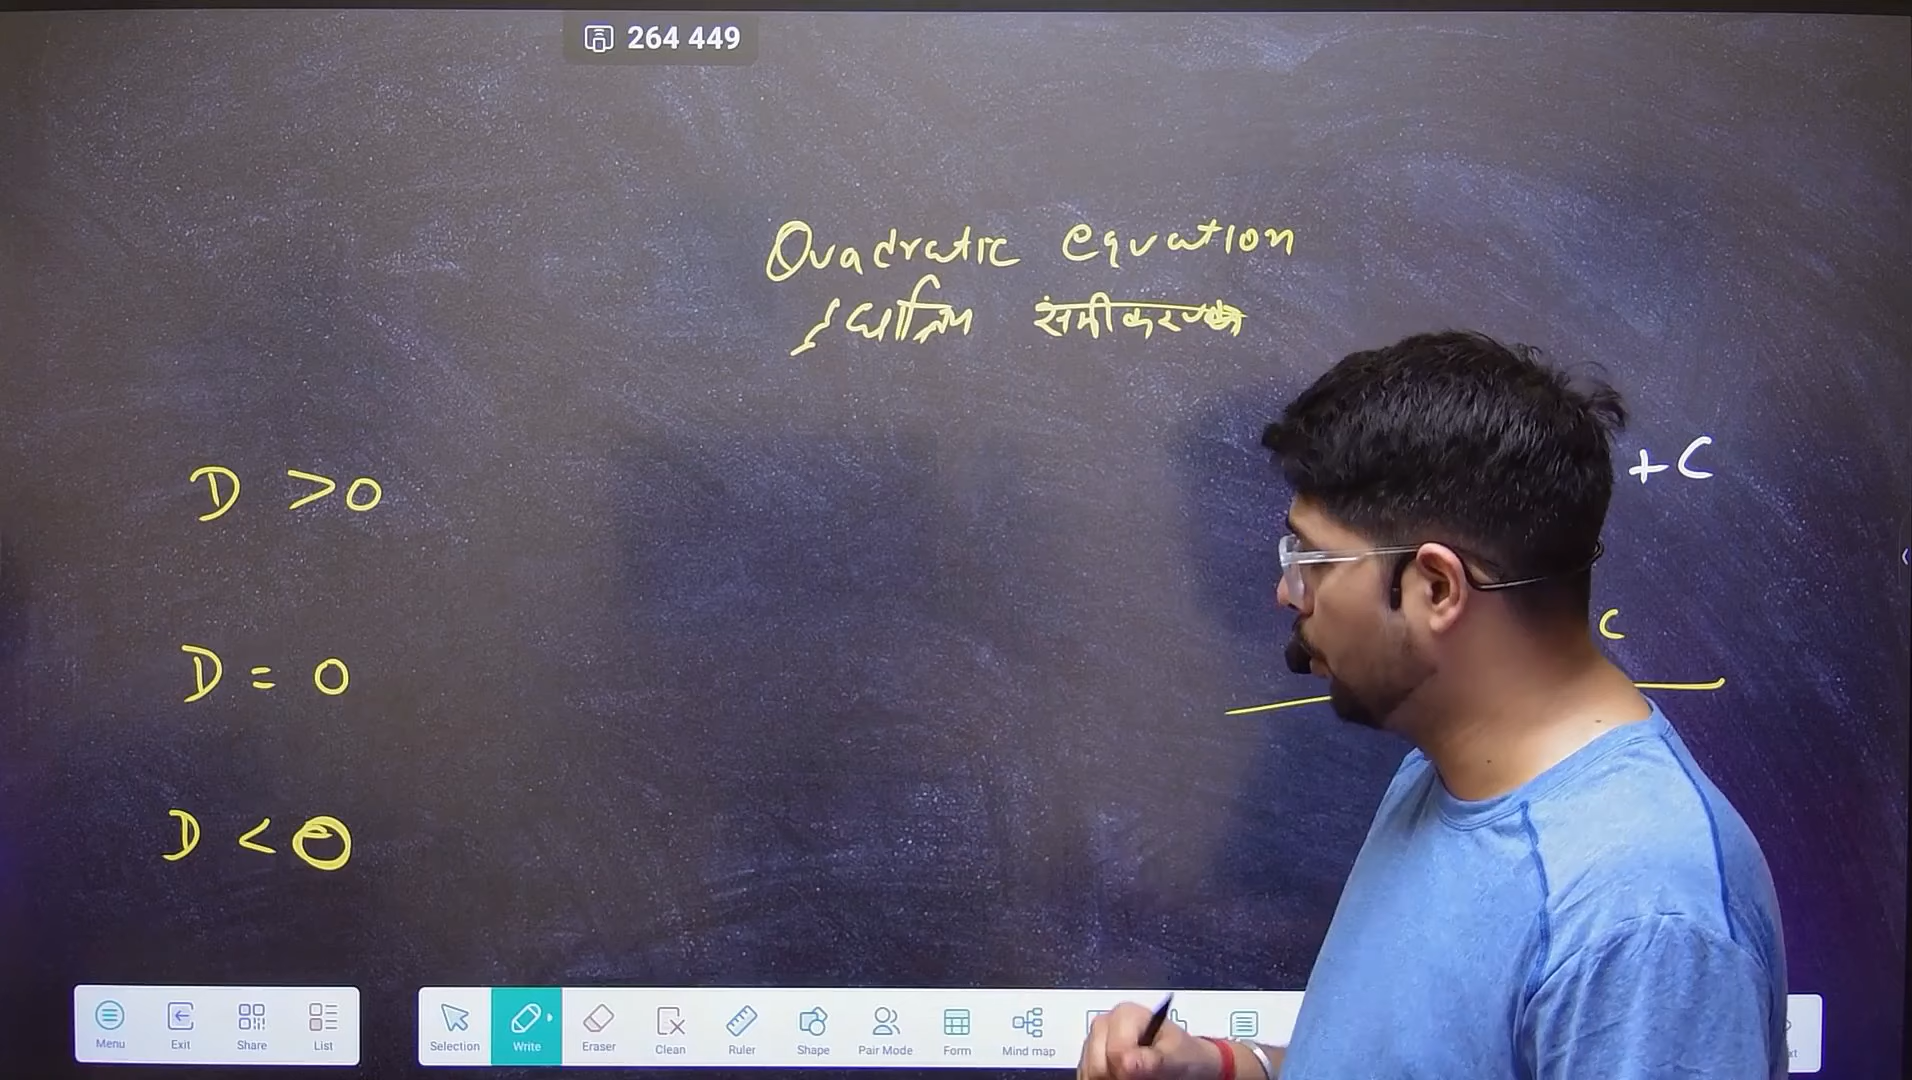 264 449
Quadratic equation
समीकरण
+ C
D > 0
C
D = 0
D < 0
Menu Exit Share List Selection Write Eraser Clean Ruler Shape Pair Mode Form Mind map